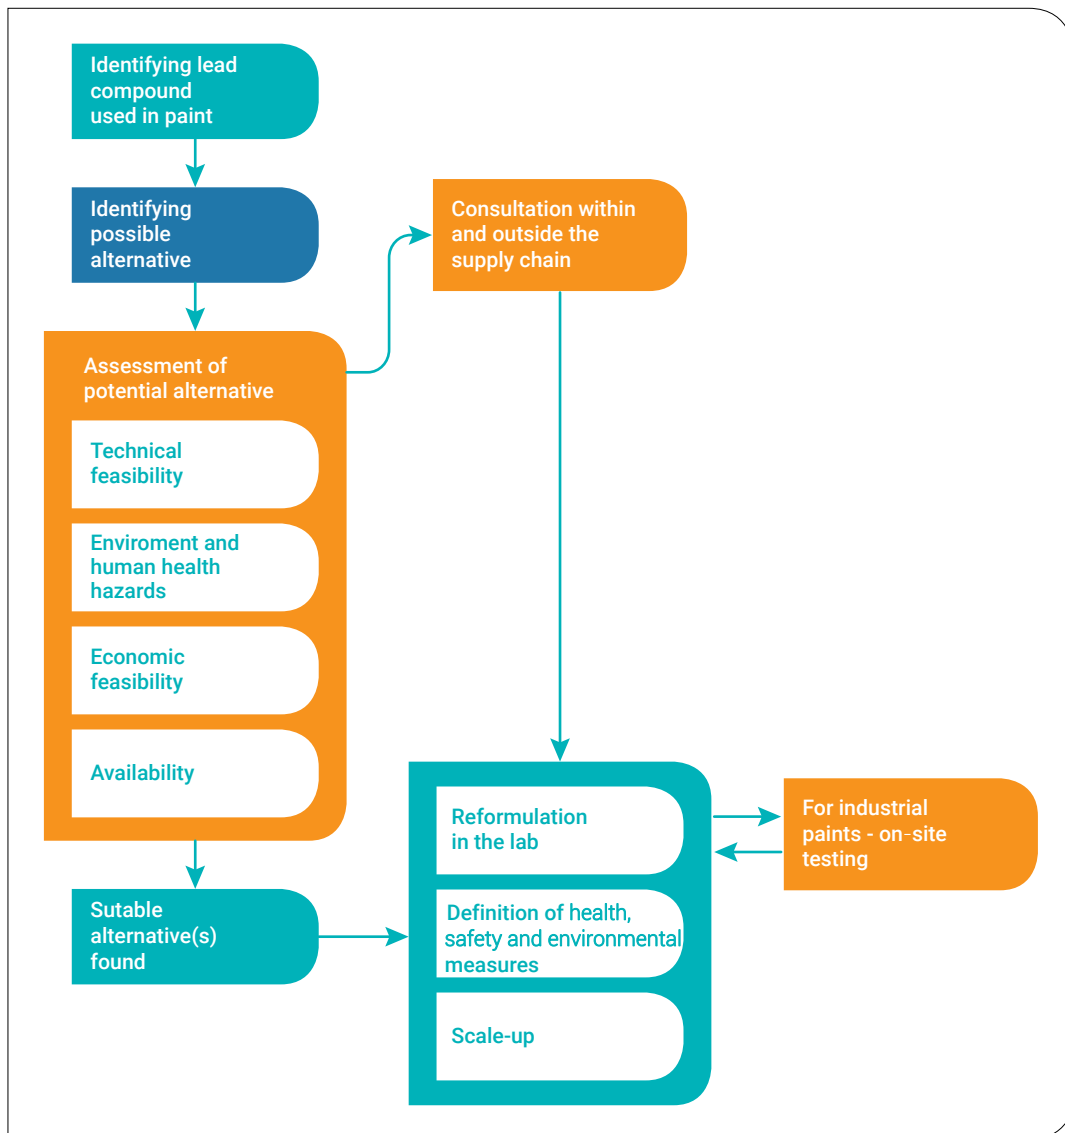 Identifying lead
compound
used in paint
Identifying
possible
alternative
Consultation within
and outside the
supply chain
Assessment of
potential alternative
Technical
feasibility
Enviroment and
human health
hazards
Economic
feasibility
Availability
Sutable
alternative(s)
found
Reformulation
in the lab
Definition of health,
safety and environmental
measures
Scale-up
For industrial
paints - on-site
testing